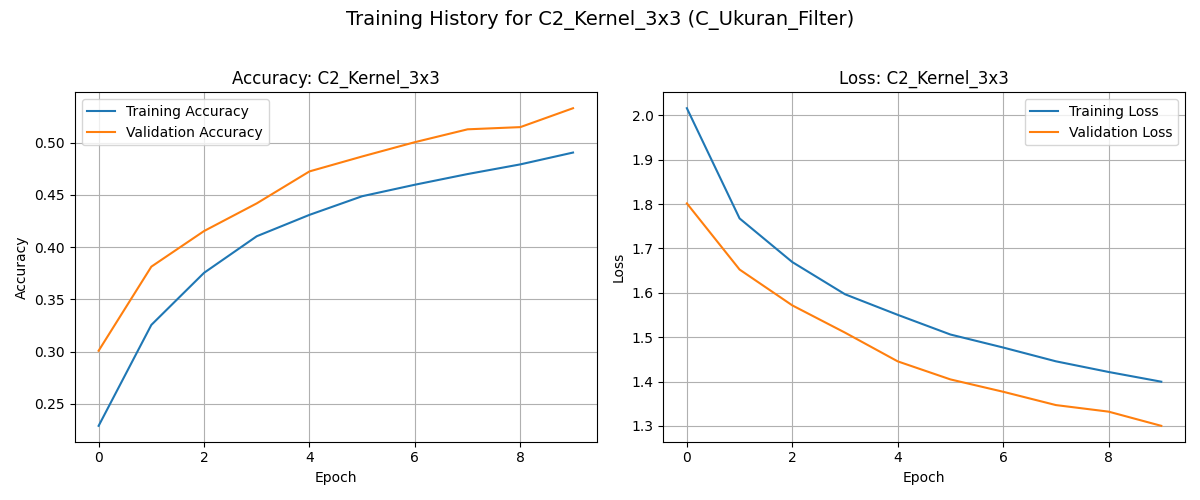 Training History for C2_Kernel_3x3 (C_Ukuran_Filter)
Accuracy: C2_Kernel_3x3
Training Accuracy
Validation Accuracy
0.50
0.45
0.40
0.35
0.30
0.25
Accuracy
0 2 4 6 8
Epoch
Loss: C2_Kernel_3x3
Training Loss
Validation Loss
2.0
1.9
1.8
1.7
1.6
1.5
1.4
1.3
Loss
0 2 4 6 8
Epoch